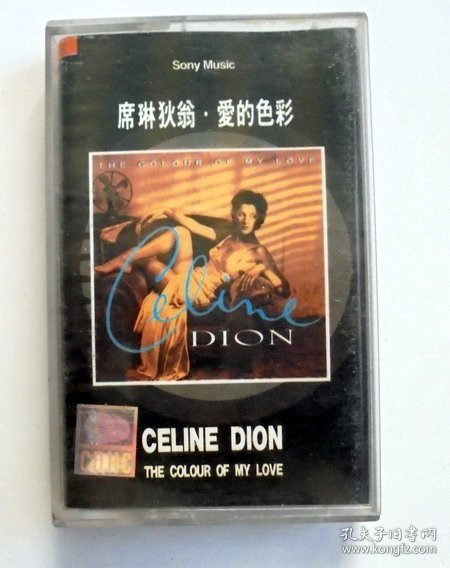 Sony Music
席琳狄翁·愛的色彩
THE COLOUR OF MY LOVE
Celine
DION
CELINE DION
THE COLOUR OF MY LOVE
孔夫子旧书网
www.kongfz.com